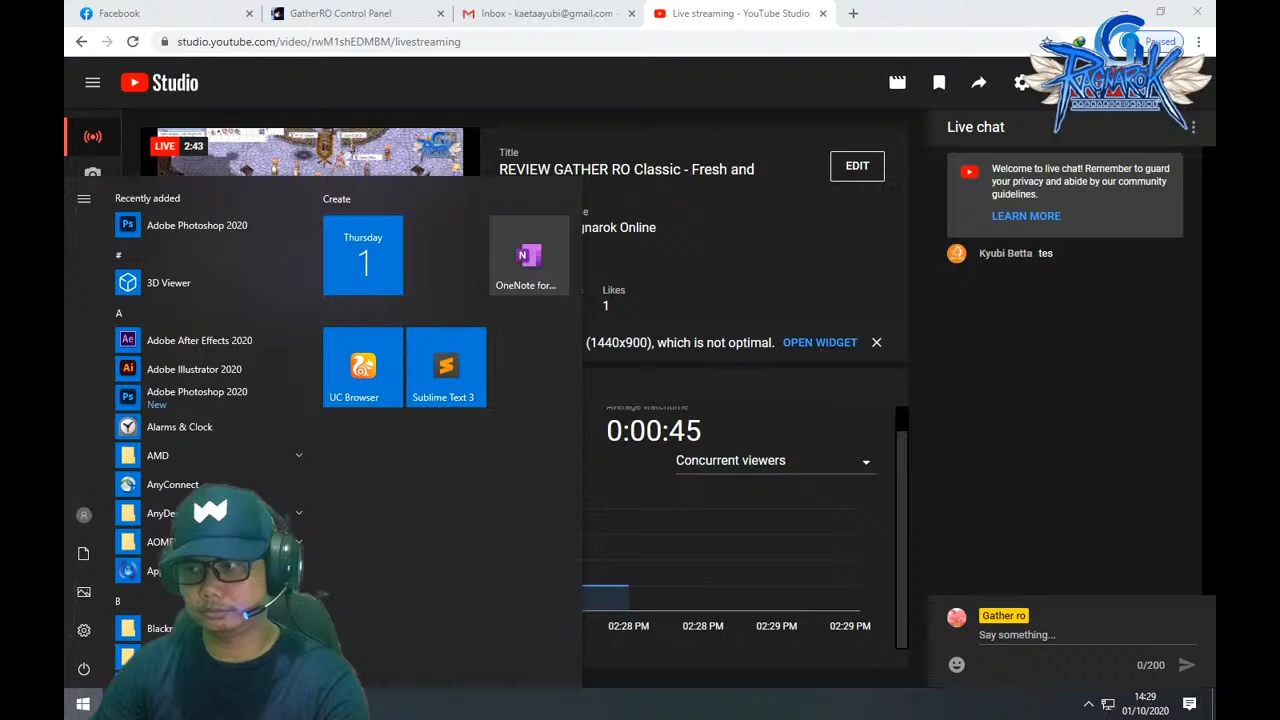 Facebook
GatherRO Control Panel
Inbox - kaetaayubi@gmail.com -
Live streaming - YouTube Studio
studio.youtube.com/video/rwM1shEDMBM/livestreaming
Paused
Studio
RAGNAROK
Live chat
LIVE 2:43
Title
REVIEW GATHER RO Classic - Fresh and
EDIT
Welcome to live chat! Remember to guard
your privacy and abide by our community
guidelines.
LEARN MORE
Kyubi Betta tes
Recently added
Adobe Photoshop 2020
#
3D Viewer
A
Adobe After Effects 2020
Adobe Illustrator 2020
Adobe Photoshop 2020
New
Alarms & Clock
AMD
AnyConnect
B
Create
Thursday
1
OneNote for...
UC Browser
Sublime Text 3
Likes
1
(1440x900), which is not optimal.
OPEN WIDGET
Average watchtime
0:00:45
Concurrent viewers
02:28 PM
02:28 PM
02:29 PM
02:29 PM
Gather ro
Say something...
0/200
14:29
01/10/2020